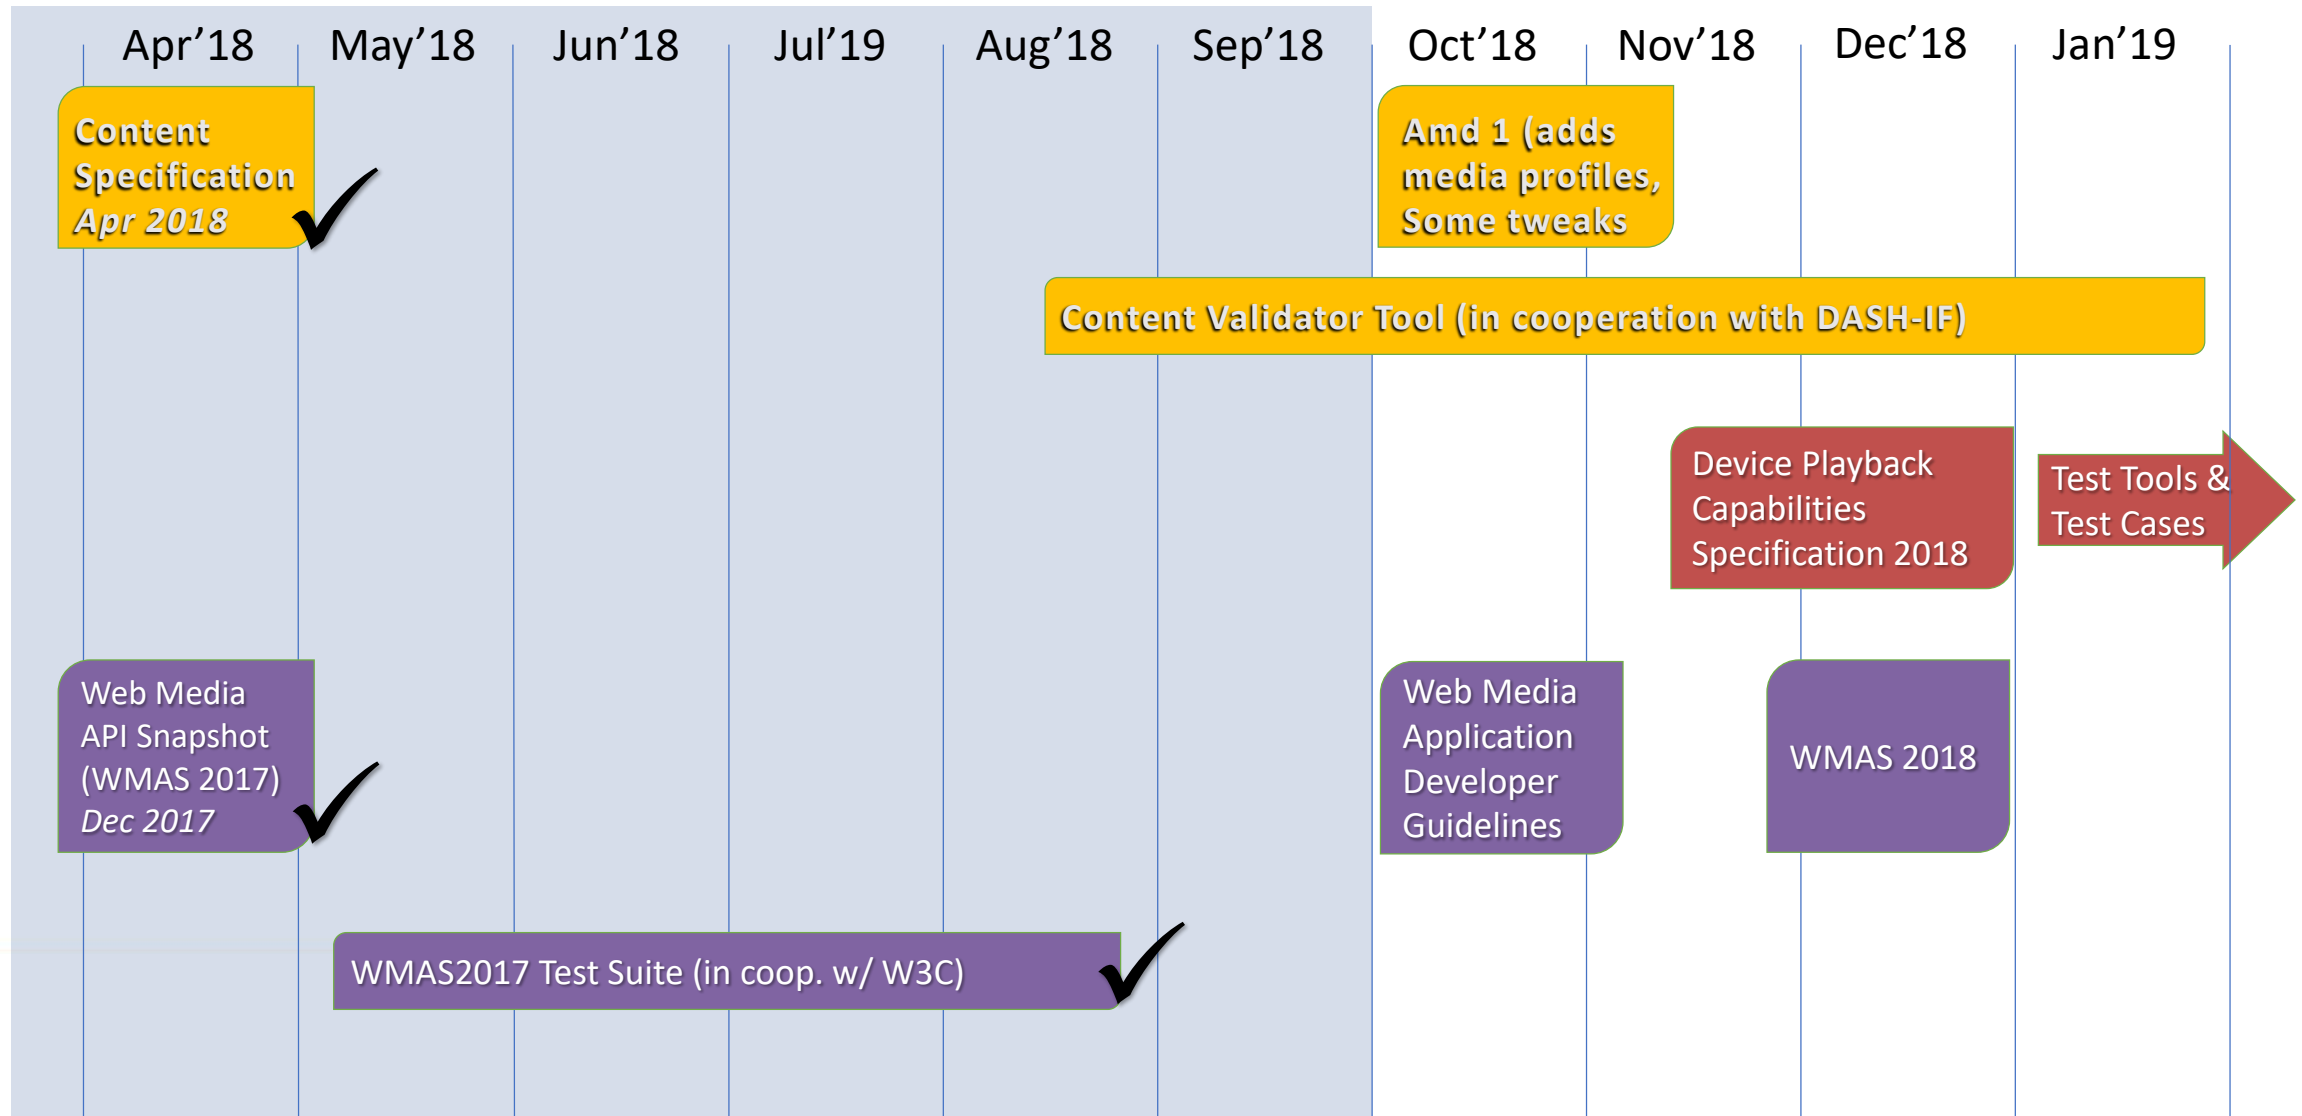 Apr’18
May’18
Jun’18
Jul’19
Aug’18
Sep’18
Oct’18
Nov’18
Dec’18
Jan’19
Content
Specification
Apr 2018
Amd 1 (adds
media profiles,
Some tweaks
Content Validator Tool (in cooperation with DASH-IF)
Device Playback
Capabilities
Specification 2018
Test Tools &
Test Cases
Web Media
API Snapshot
(WMAS 2017)
Dec 2017
Web Media
Application
Developer
Guidelines
WMAS 2018
WMAS2017 Test Suite (in coop. w/ W3C)